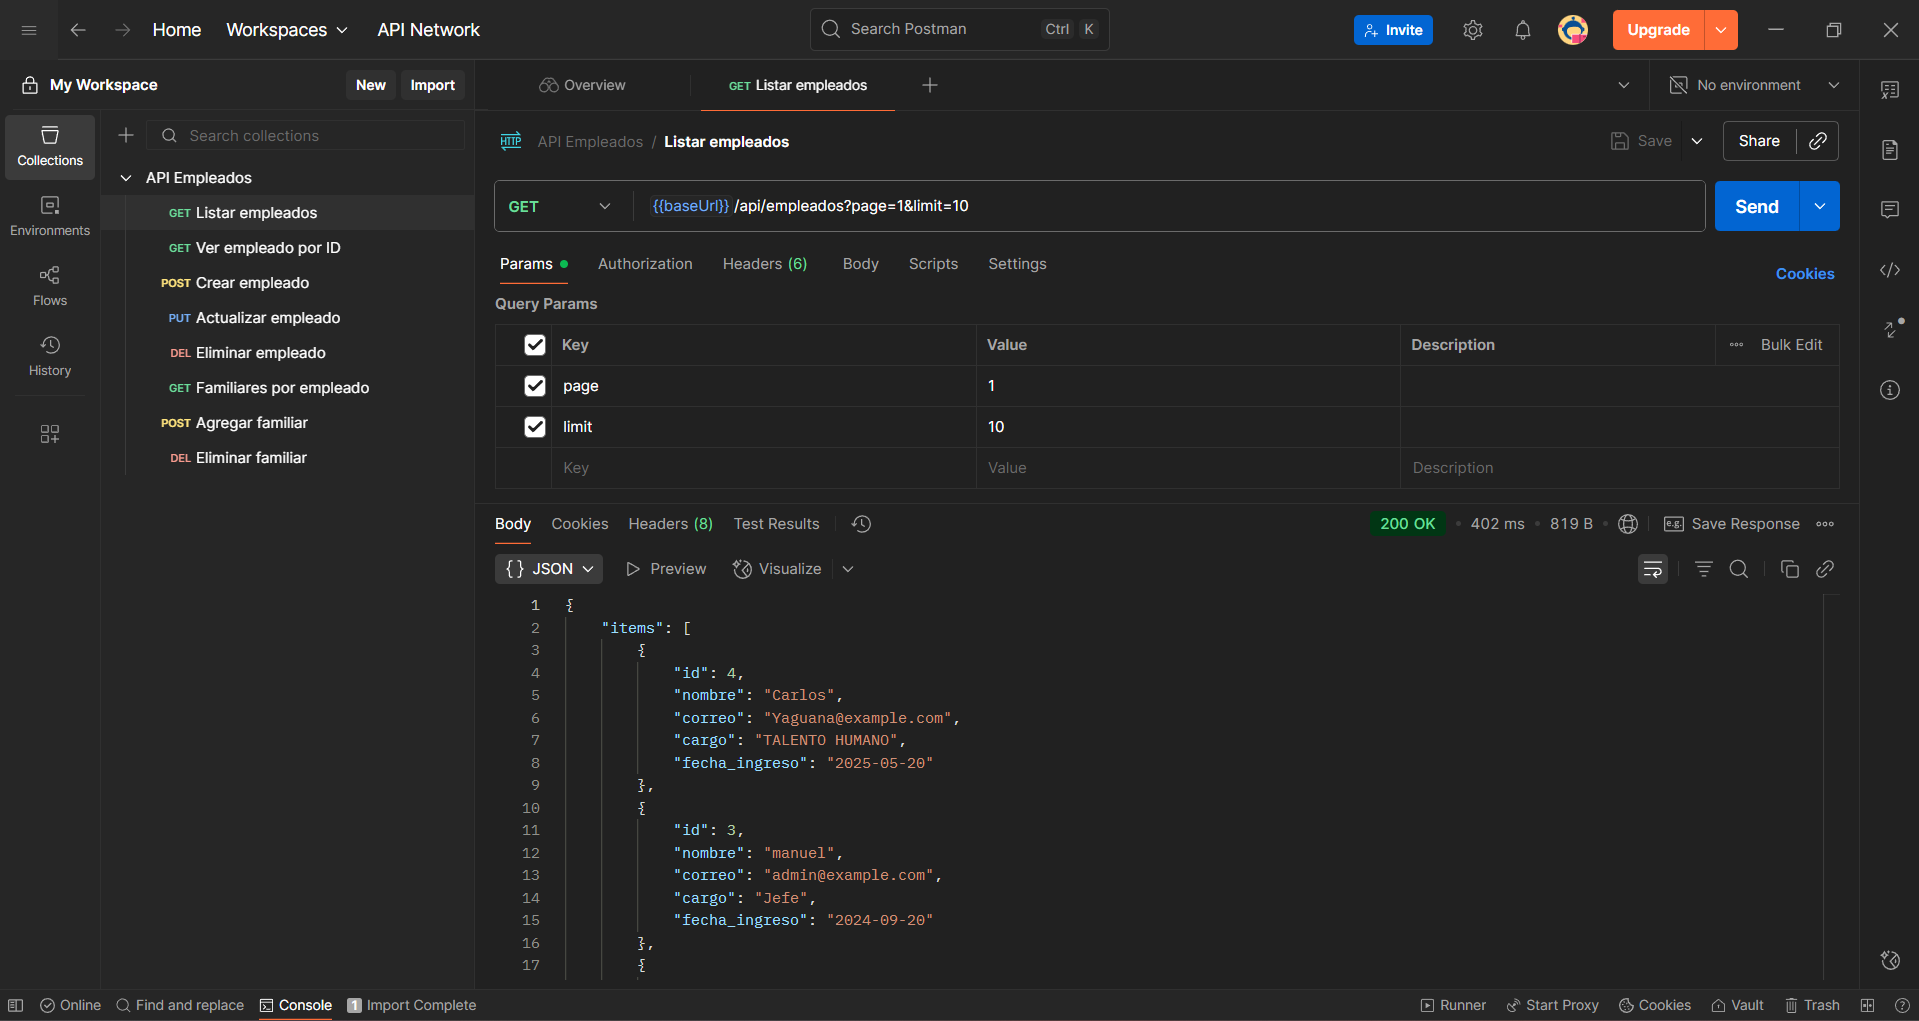 Home Workspaces API Network Search Postman Ctrl K Invite Upgrade
My Workspace New Import Overview GET Listar empleados No environment
Search collections
Collections
API Empleados / Listar empleados Save Share
API Empleados
GET Listar empleados
GET {{baseUrl}} /api/empleados?page=1&limit=10 Send
Environments
GET Ver empleado por ID
POST Crear empleado
Flows
PUT Actualizar empleado
DEL Eliminar empleado
History
GET Familiares por empleado
POST Agregar familiar
DEL Eliminar familiar
Params Authorization Headers (6) Body Scripts Settings Cookies
Query Params
Key Value Description Bulk Edit
page 1
limit 10
Key Value Description
Body Cookies Headers (8) Test Results 200 OK 402 ms 819 B e.g. Save Response
{} JSON Preview Visualize
1 {
2 "items": [
3 {
4 "id": 4,
5 "nombre": "Carlos",
6 "correo": "Yaguana@example.com",
7 "cargo": "TALENTO HUMANO",
8 "fecha_ingreso": "2025-05-20"
9 },
10 {
11 "id": 3,
12 "nombre": "manuel",
13 "correo": "admin@example.com",
14 "cargo": "Jefe",
15 "fecha_ingreso": "2024-09-20"
16 },
17 {
Online Find and replace Console 1 Import Complete Runner Start Proxy Cookies Vault Trash